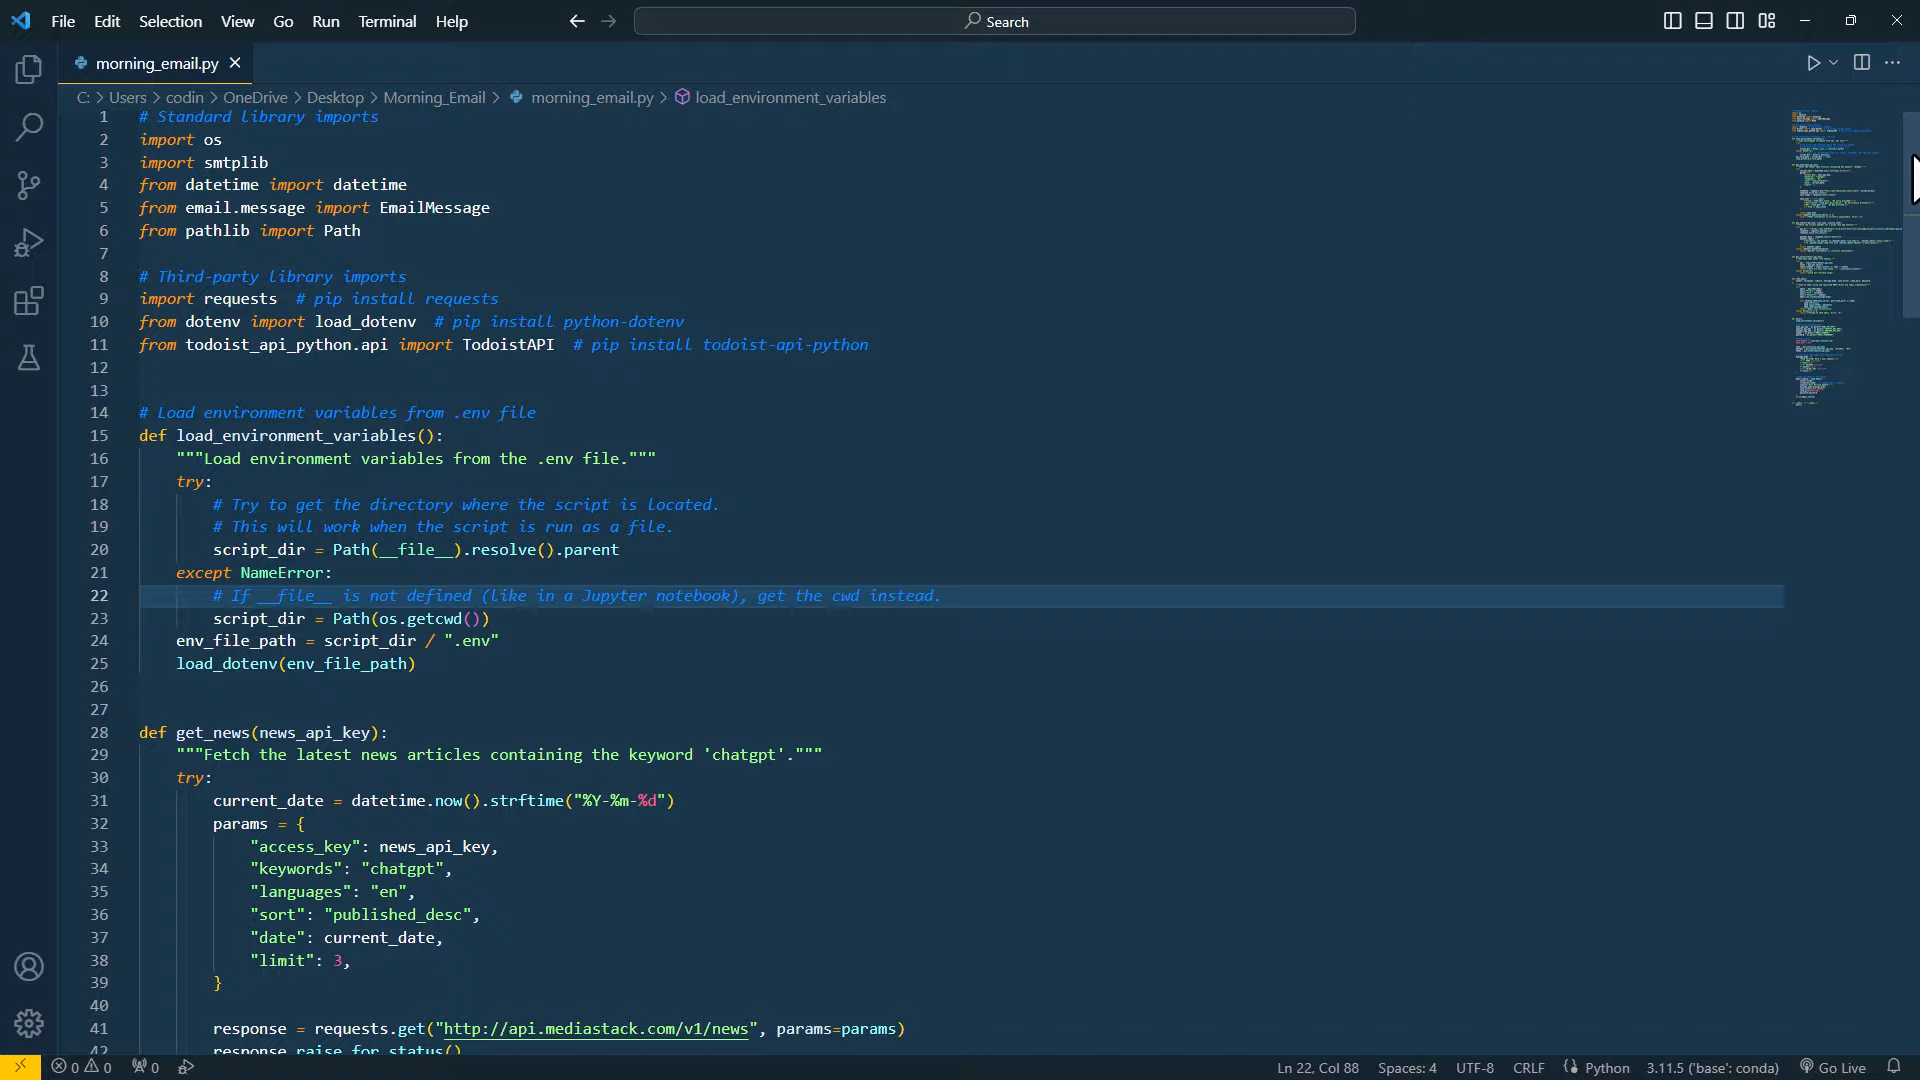 File Edit Selection View Go Run Terminal Help Search
morning_email.py
C: > Users > codin > OneDrive > Desktop > Morning_Email > morning_email.py > load_environment_variables
1 # Standard library imports
2 import os
3 import smtplib
4 from datetime import datetime
5 from email.message import EmailMessage
6 from pathlib import Path
7
8 # Third-party library imports
9 import requests  # pip install requests
10 from dotenv import load_dotenv  # pip install python-dotenv
11 from todoist_api_python.api import TodoistAPI  # pip install todoist-api-python
12
13
14 # Load environment variables from .env file
15 def load_environment_variables():
16     """Load environment variables from the .env file."""
17     try:
18         # Try to get the directory where the script is located.
19         # This will work when the script is run as a file.
20         script_dir = Path(__file__).resolve().parent
21     except NameError:
22         # If __file__ is not defined (like in a Jupyter notebook), get the cwd instead.
23         script_dir = Path(os.getcwd())
24     env_file_path = script_dir / ".env"
25     load_dotenv(env_file_path)
26
27
28 def get_news(news_api_key):
29     """Fetch the latest news articles containing the keyword 'chatgpt'."""
30     try:
31         current_date = datetime.now().strftime("%Y-%m-%d")
32         params = {
33             "access_key": news_api_key,
34             "keywords": "chatgpt",
35             "languages": "en",
36             "sort": "published_desc",
37             "date": current_date,
38             "limit": 3,
39         }
40
41         response = requests.get("http://api.mediastack.com/v1/news", params=params)
42         response.raise_for_status()
0 0 0 Ln 22, Col 88 Spaces: 4 UTF-8 CRLF Python 3.11.5 ('base': conda) Go Live